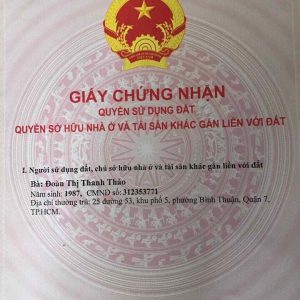 GIẤY CHỨNG NHẬN
QUYỀN SỬ DỤNG ĐẤT
QUYỀN SỞ HỮU NHÀ Ở VÀ TÀI SẢN KHÁC GẮN LIỀN VỚI ĐẤT
I. Người sử dụng đất, chủ sở hữu nhà ở và tài sản khác gắn liền với đất
Bà: Đoàn Thị Thanh Thảo
Năm sinh: 1987, CMND số: 312353771
Địa chỉ thường trú: 25 đường 53, khu phố 5, phường Bình Thuận, Quận 7,
TP.HCM.